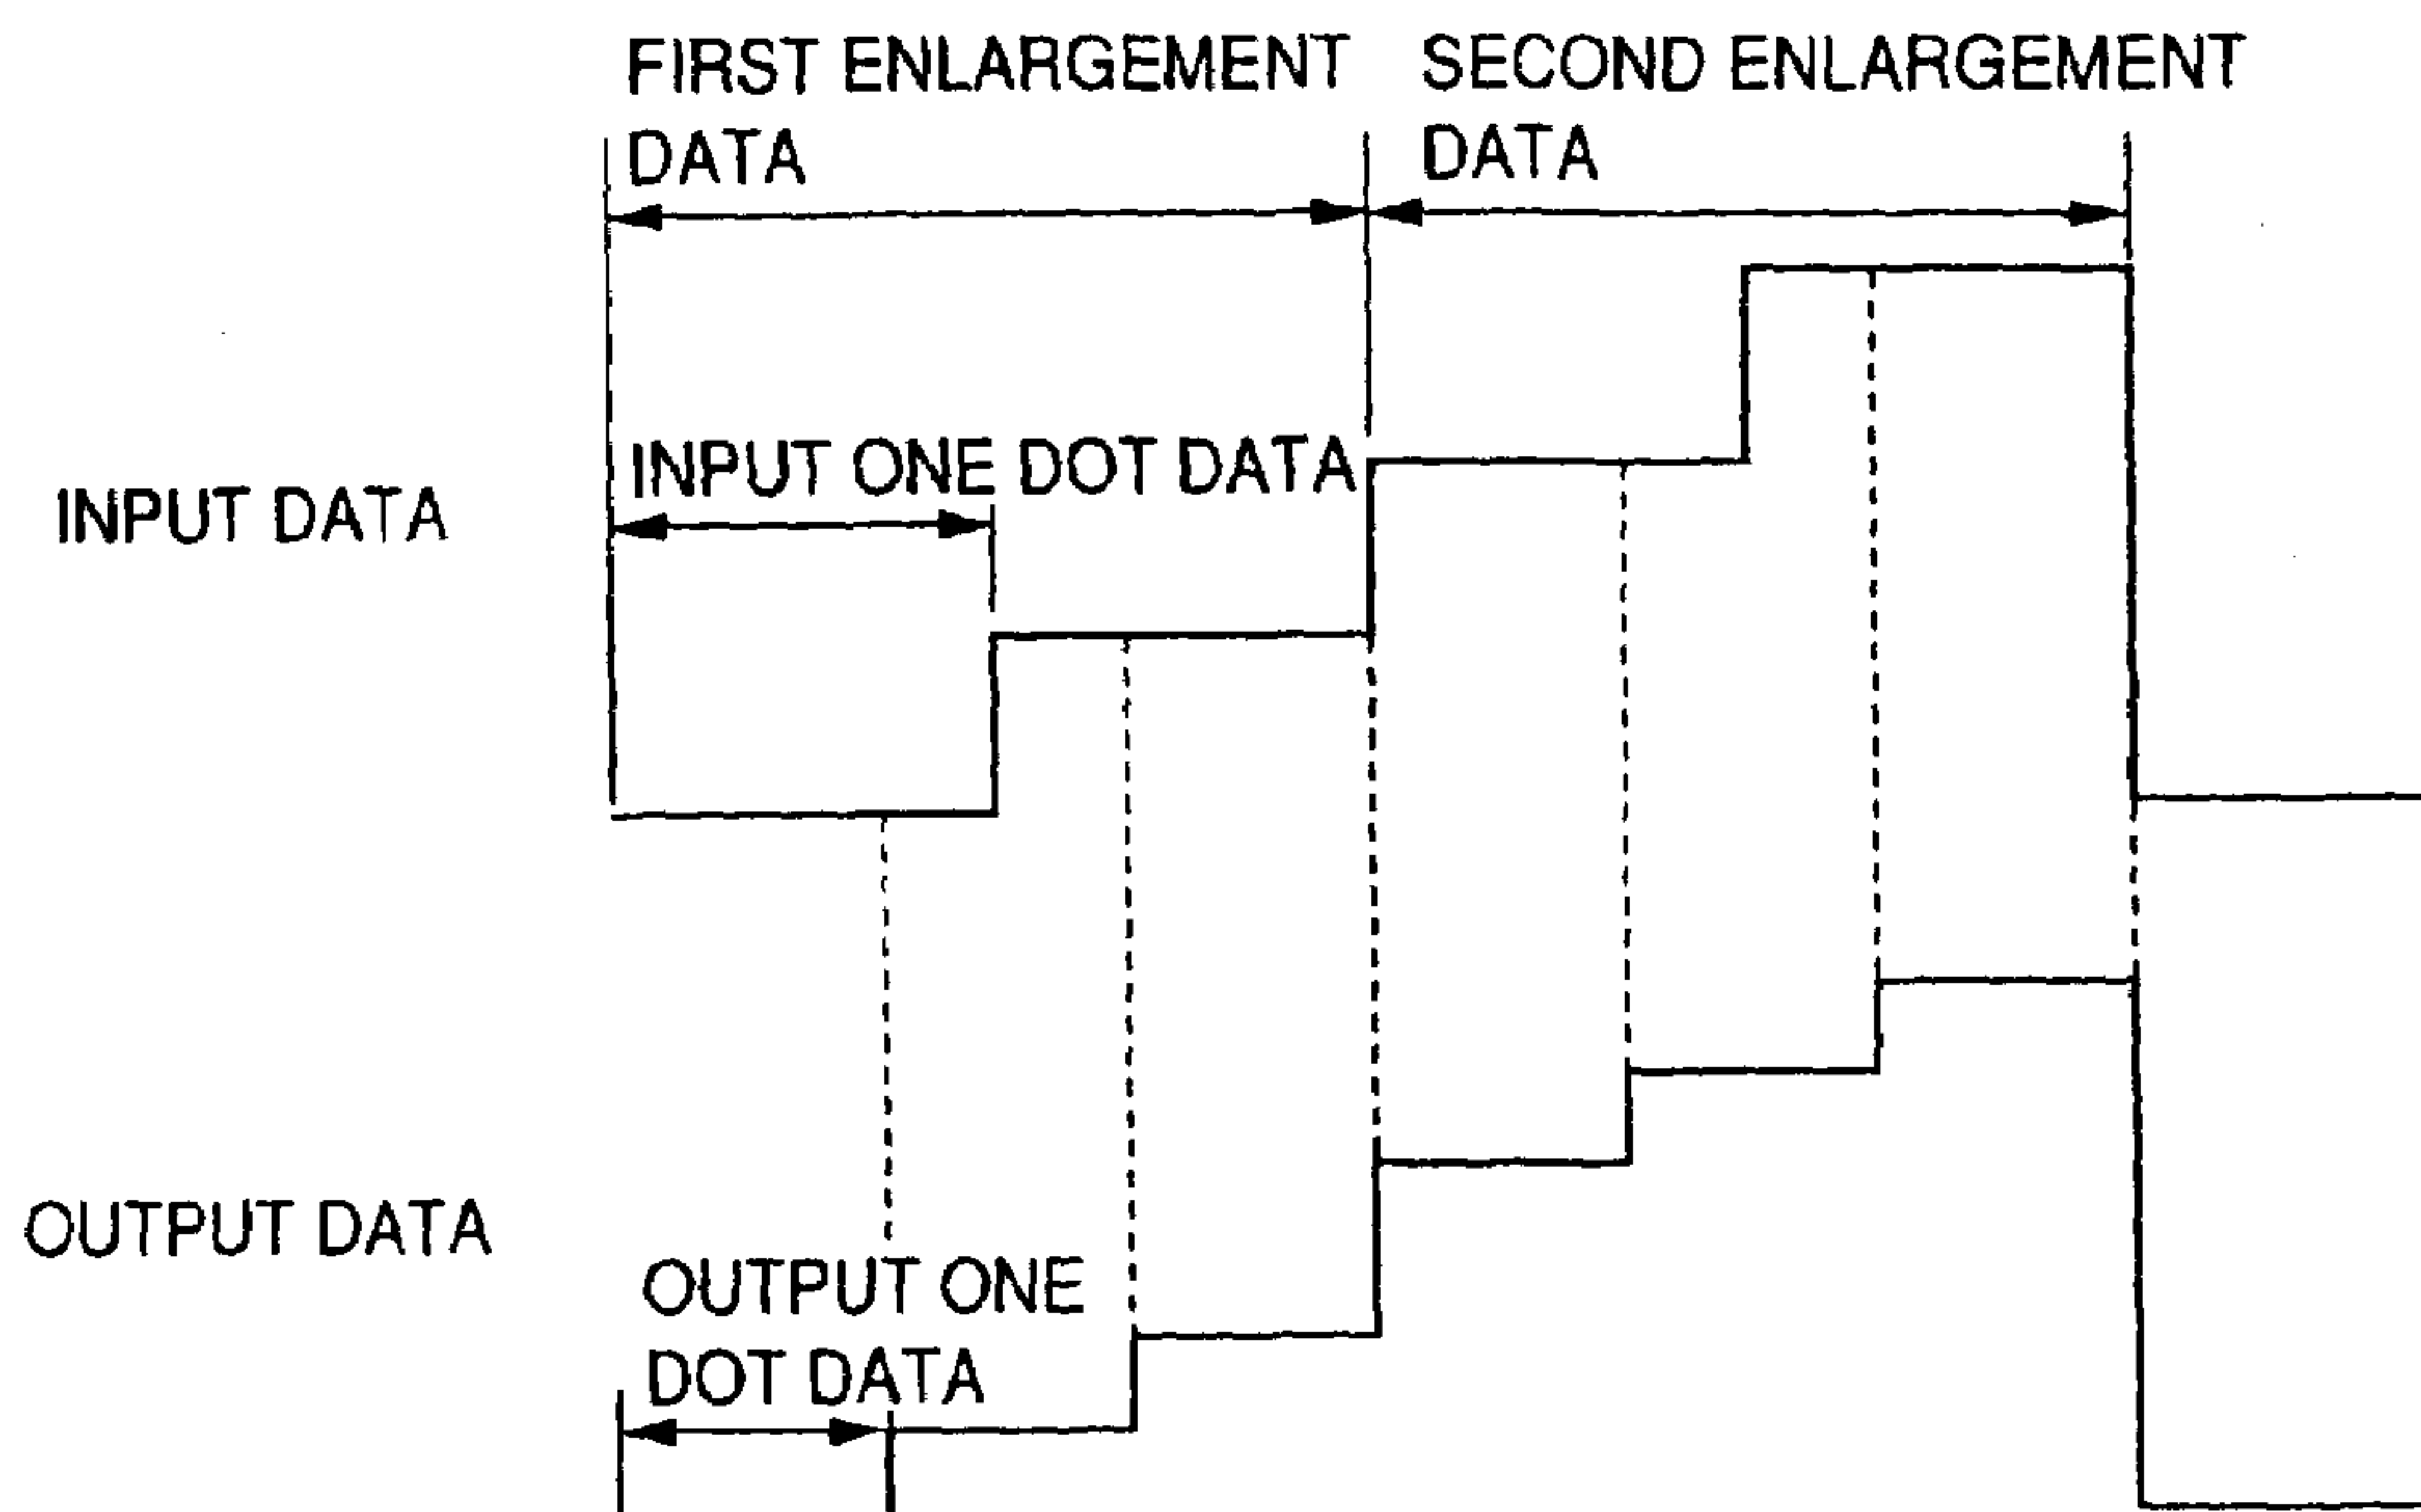 FIRST ENLARGEMENT
DATA
SECOND ENLARGEMENT
DATA
INPUT ONE DOT DATA
INPUT DATA
OUTPUT DATA
OUTPUT ONE
DOT DATA